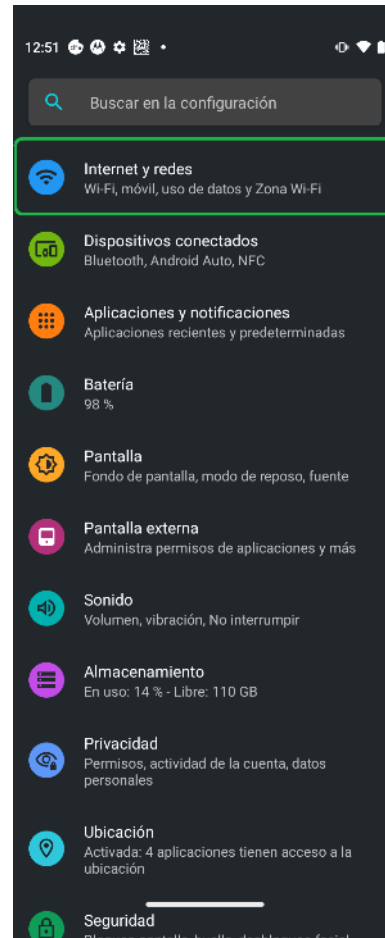 12:51
Buscar en la configuración
Internet y redes
Wi-Fi, móvil, uso de datos y Zona Wi-Fi
Dispositivos conectados
Bluetooth, Android Auto, NFC
Aplicaciones y notificaciones
Aplicaciones recientes y predeterminadas
Batería
98 %
Pantalla
Fondo de pantalla, modo de reposo, fuente
Pantalla externa
Administra permisos de aplicaciones y más
Sonido
Volumen, vibración, No interrumpir
Almacenamiento
En uso: 14 % - Libre: 110 GB
Privacidad
Permisos, actividad de la cuenta, datos
personales
Ubicación
Activada: 4 aplicaciones tienen acceso a la
ubicación
Seguridad